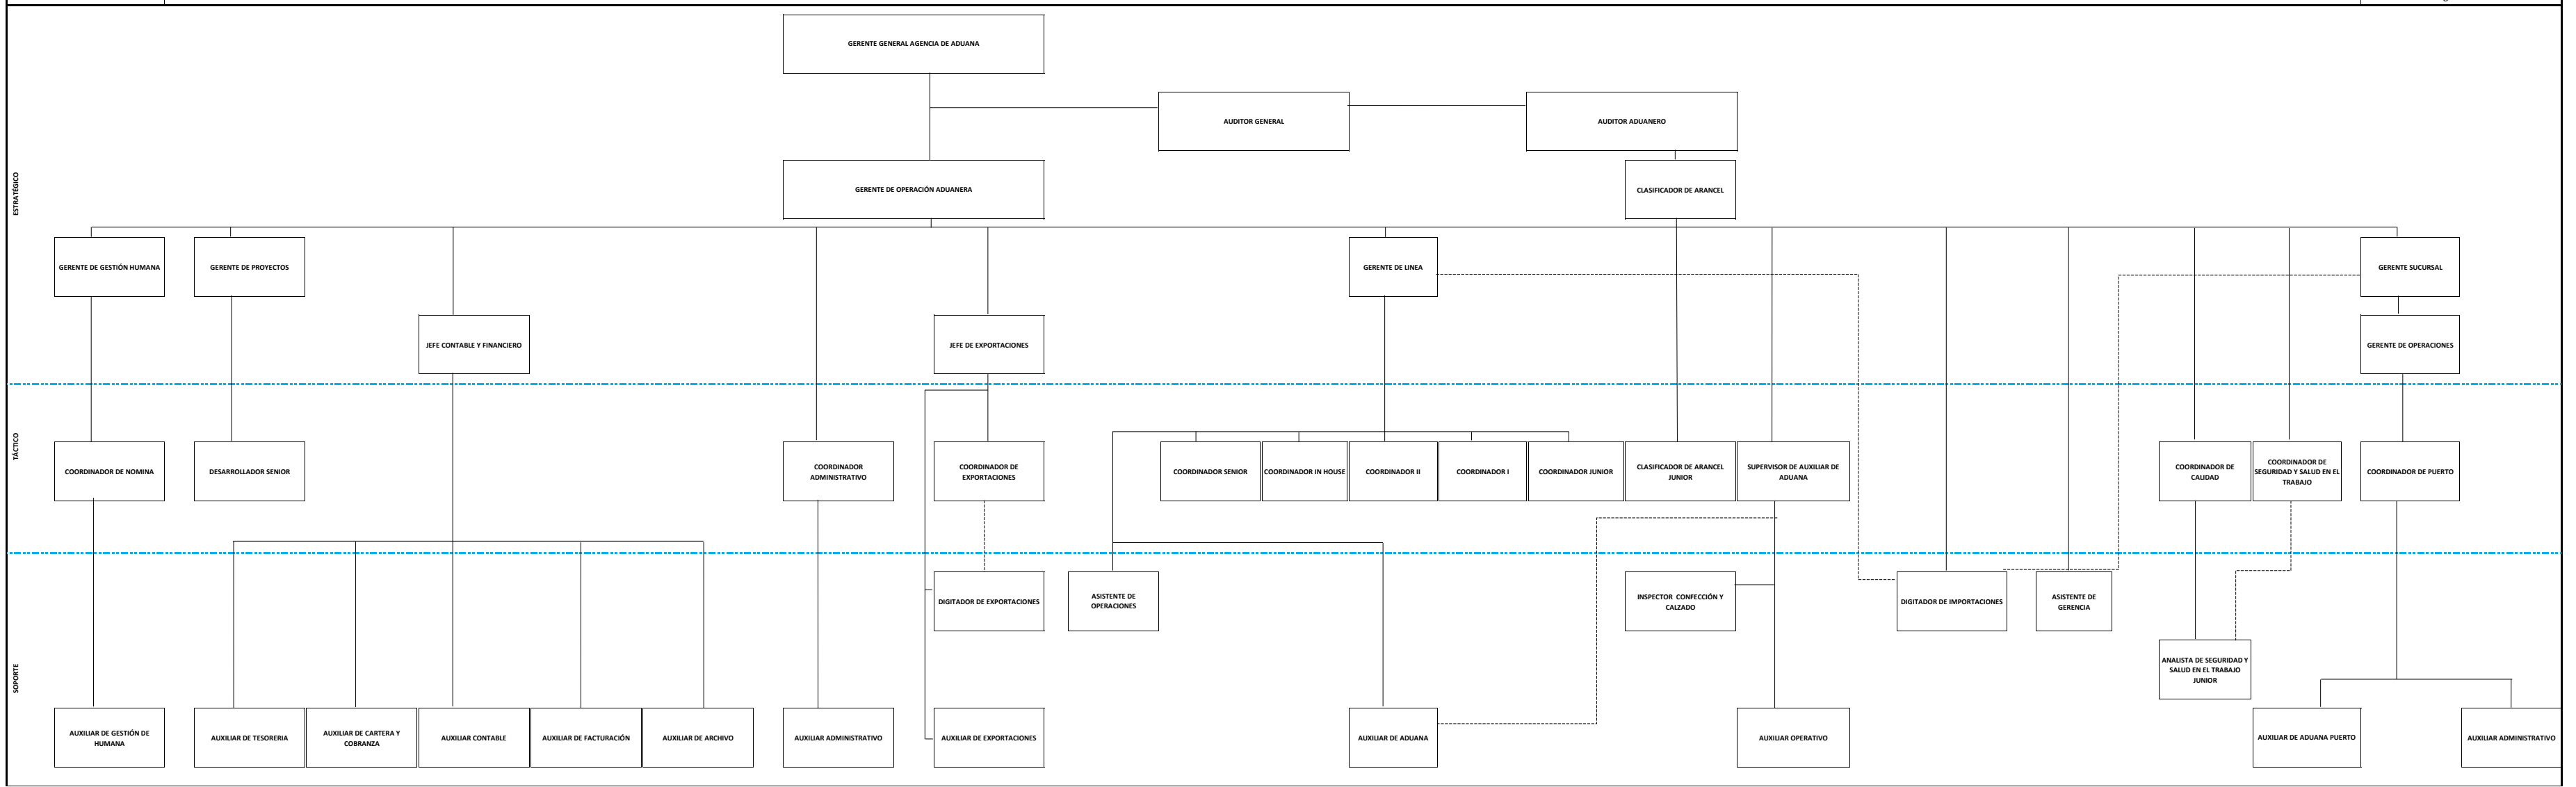 GERENTE GENERAL AGENCIA DE ADUANA
AUDITOR GENERAL
AUDITOR ADUANERO
ESTRATÉGICO
GERENTE DE OPERACIÓN ADUANERA
CLASIFICADOR DE ARANCEL
GERENTE DE GESTIÓN HUMANA
GERENTE DE PROYECTOS
GERENTE DE LINEA
GERENTE SUCURSAL
JEFE CONTABLE Y FINANCIERO
JEFE DE EXPORTACIONES
GERENTE DE OPERACIONES
TÁCTICO
COORDINADOR DE NOMINA
DESARROLLADOR SENIOR
COORDINADOR
ADMINISTRATIVO
COORDINADOR DE
EXPORTACIONES
COORDINADOR SENIOR
COORDINADOR IN HOUSE
COORDINADOR II
COORDINADOR I
COORDINADOR JUNIOR
CLASIFICADOR DE ARANCEL
JUNIOR
SUPERVISOR DE AUXILIAR DE
ADUANA
COORDINADOR DE
CALIDAD
COORDINADOR DE
SEGURIDAD Y SALUD EN EL
TRABAJO
COORDINADOR DE PUERTO
SOPORTE
DIGITADOR DE EXPORTACIONES
ASISTENTE DE
OPERACIONES
INSPECTOR CONFECCIÓN Y
CALZADO
DIGITADOR DE IMPORTACIONES
ASISTENTE DE
GERENCIA
ANALISTA DE SEGURIDAD Y
SALUD EN EL TRABAJO
JUNIOR
AUXILIAR DE GESTIÓN DE
HUMANA
AUXILIAR DE TESORERIA
AUXILIAR DE CARTERA Y
COBRANZA
AUXILIAR CONTABLE
AUXILIAR DE FACTURACIÓN
AUXILIAR DE ARCHIVO
AUXILIAR ADMINISTRATIVO
AUXILIAR DE EXPORTACIONES
AUXILIAR DE ADUANA
AUXILIAR OPERATIVO
AUXILIAR DE ADUANA PUERTO
AUXILIAR ADMINISTRATIVO